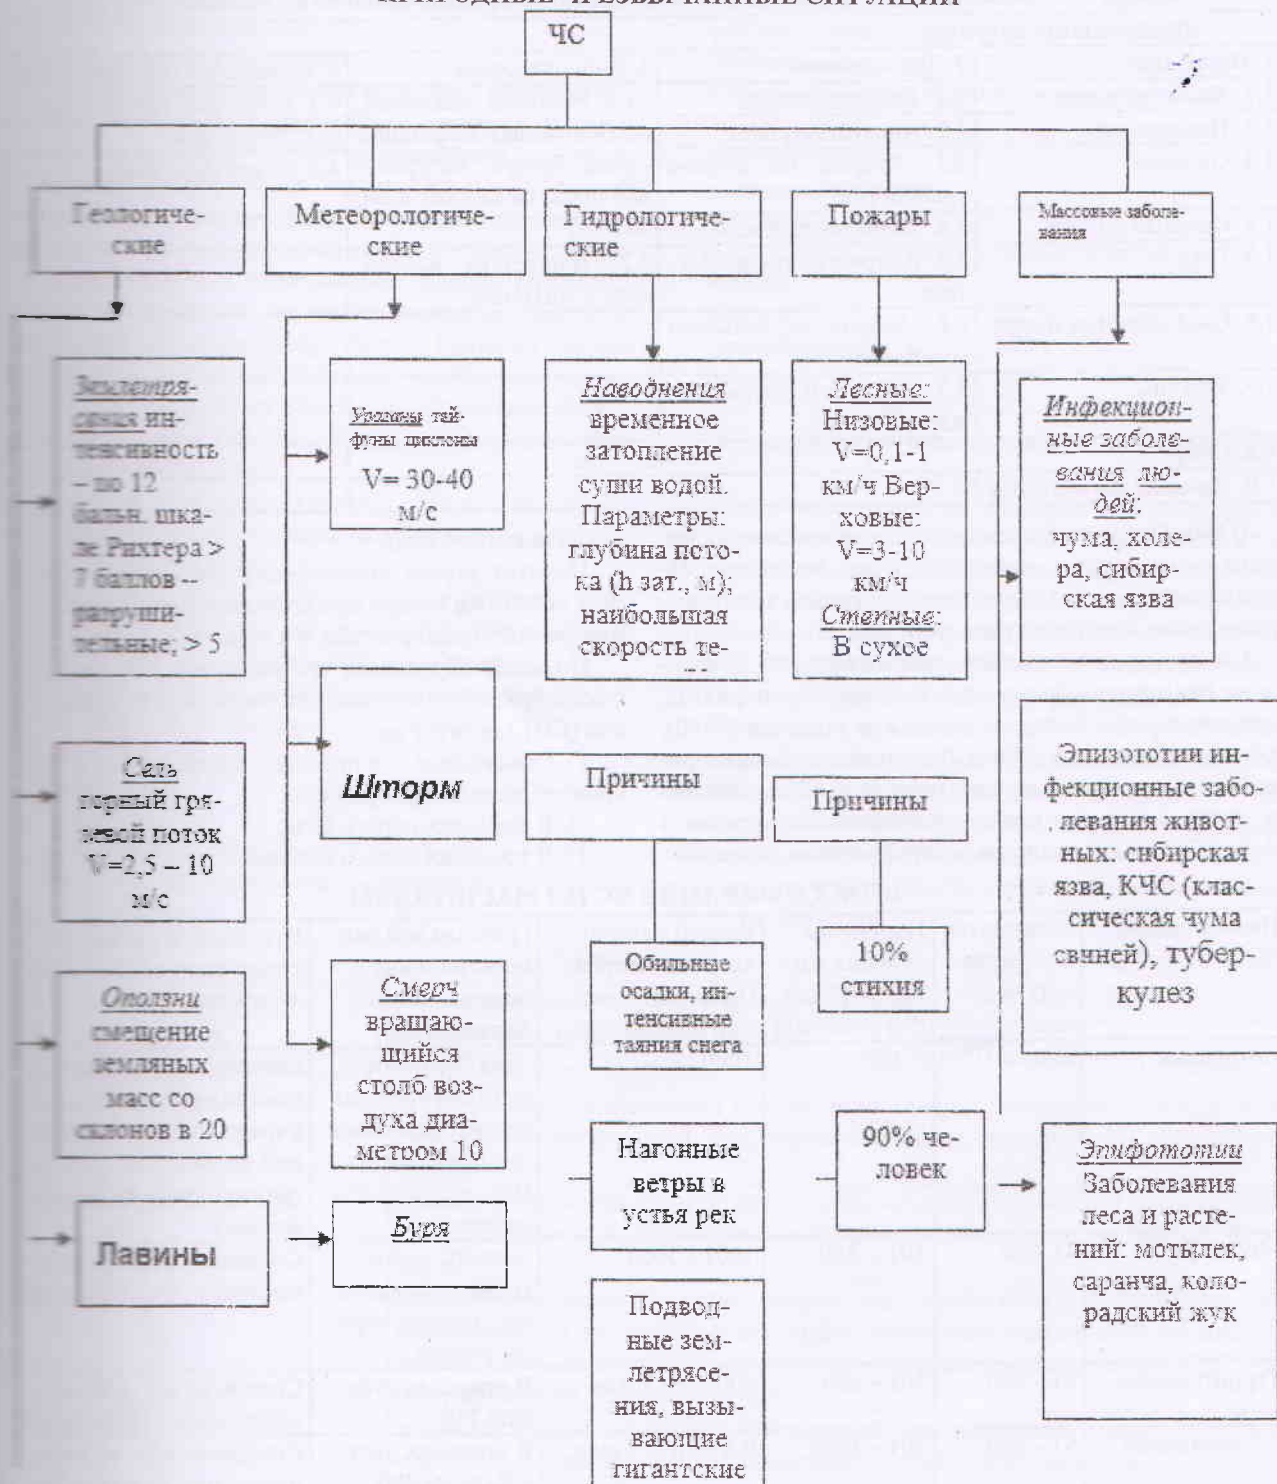 ПРИРОДНЫЕ ЧРЕЗВЫЧАЙНЫЕ СИТУАЦИИ
ЧС
Геологиче-
ские
Метеорологиче-
ские
Гидрологиче-
ские
Пожары
Массовые заболе-
вания
Землетря-
сения ин-
тенсивность
– по 12
бальн. шка-
ле Рихтера >
7 баллов --
разруши-
тельные; > 5
Сель
горный гря-
зевой поток
V=2,5 – 10
м/с
Оползни
смещение
земляных
масс со
склонов в 20
Лавины
Ураганы тай-
фуны циклоны
V= 30-40
м/с
Шторм
Смерч
вращаю-
щийся
столб воз-
духа диа-
метром 10
Буря
Наводнения
временное
затопление
суши водой.
Параметры:
глубина пото-
ка (h зат., м);
наибольшая
скорость те-
Причины
Обильные
осадки, ин-
тенсивные
таяния снега
Нагонные
ветры в
устья рек
Подвод-
ные зем-
летрясе-
ния, вызы-
вающие
гигантские
Лесные:
Низовые:
V=0,1-1
км/ч Вер-
ховые:
V=3-10
км/ч
Степные:
В сухое
Причины
10%
стихия
90% че-
ловек
Инфекцион-
ные заболе-
вания лю-
дей:
чума, холе-
ра, сибир-
ская язва
Эпизототии ин-
фекционные забо-
левания живот-
ных: сибирская
язва, КЧС (клас-
сическая чума
свиней), тубер-
кулез
Эпифототии
Заболевания
леса и расте-
ний: мотылек,
саранча, коло-
радский жук